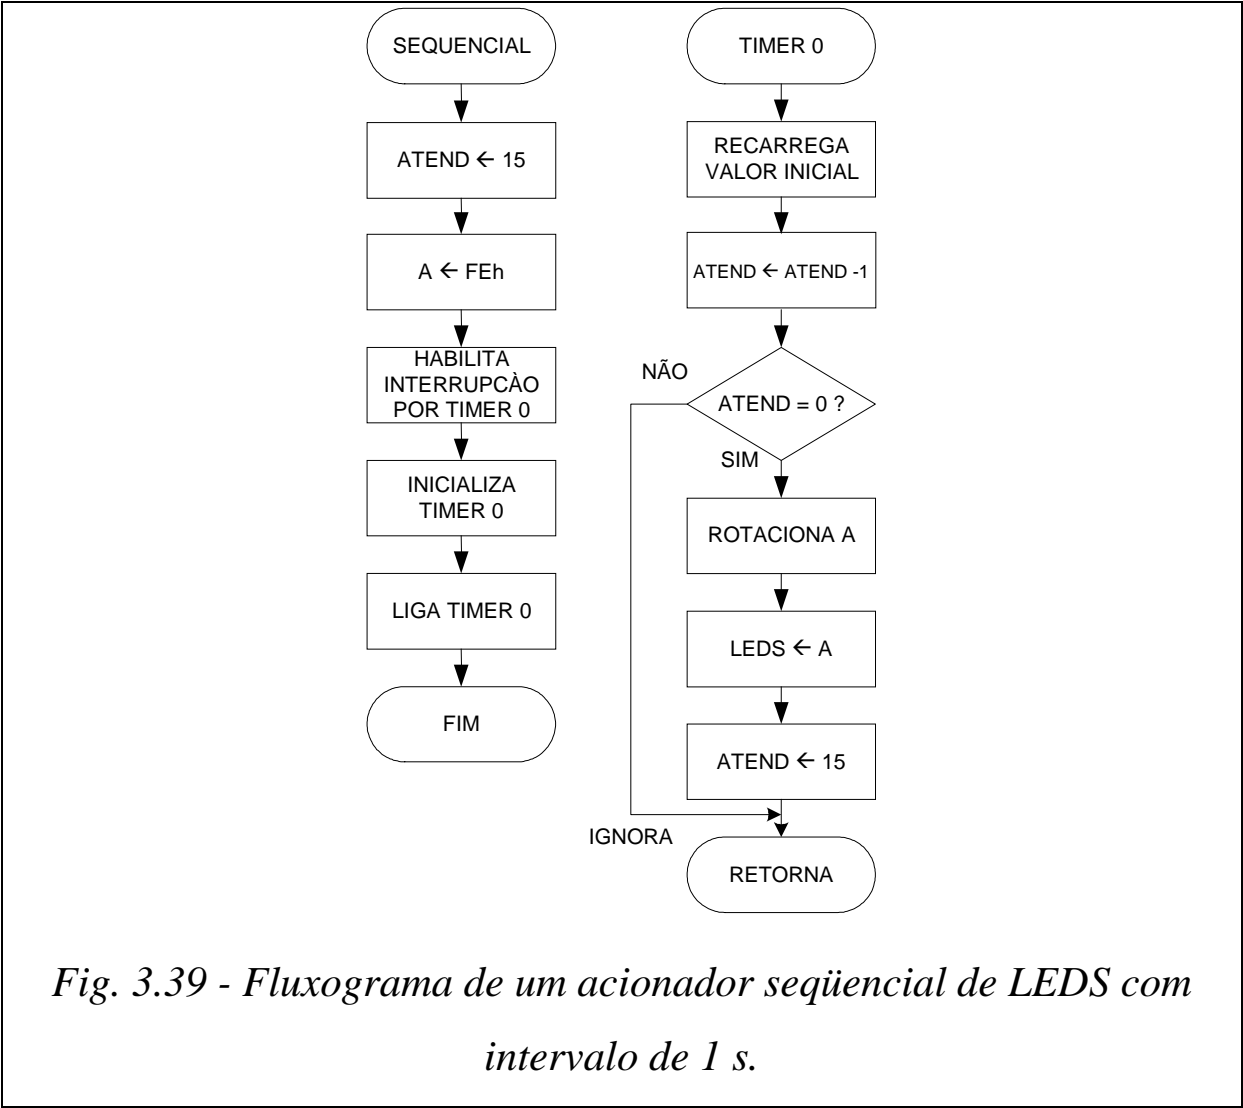 SEQUENCIAL
ATEND ← 15
A ← FEh
HABILITA
INTERRUPCÀO
POR TIMER 0
INICIALIZA
TIMER 0
LIGA TIMER 0
FIM
TIMER 0
RECARREGA
VALOR INICIAL
ATEND ← ATEND -1
NÃO
ATEND = 0 ?
SIM
ROTACIONA A
LEDS ← A
ATEND ← 15
IGNORA
RETORNA
Fig. 3.39 - Fluxograma de um acionador seqüencial de LEDS com
intervalo de 1 s.